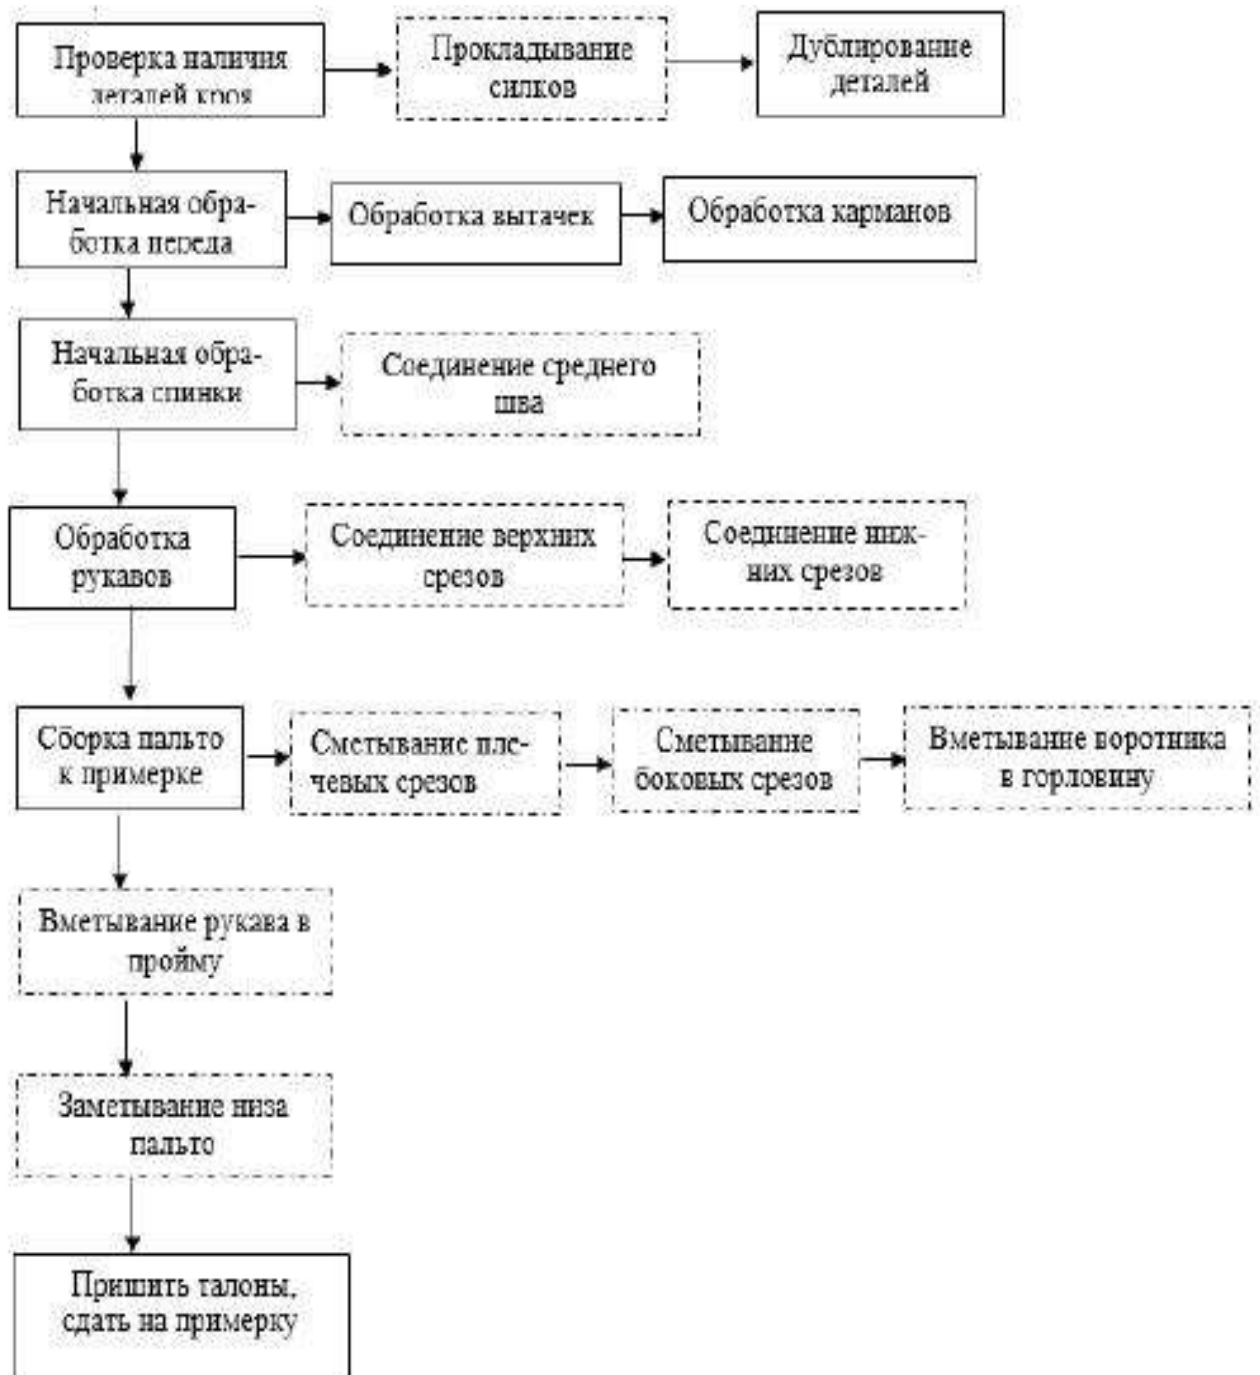 Проверка наличия
деталей кроя
Прокладывание
силков
Дублирование
деталей
Начальная обра-
ботка переда
Обработка вытачек
Обработка карманов
Начальная обра-
ботка спинки
Соединение среднего
шва
Обработка
рукавов
Соединение верхних
срезов
Соединение ниж-
них срезов
Сборка пальто
к примерке
Сметывание пле-
чевых срезов
Сметывание
боковых срезов
Вметывание воротника
в горловину
Вметывание рукава в
пройму
Заметывание низа
пальто
Пришить талоны,
сдать на примерку